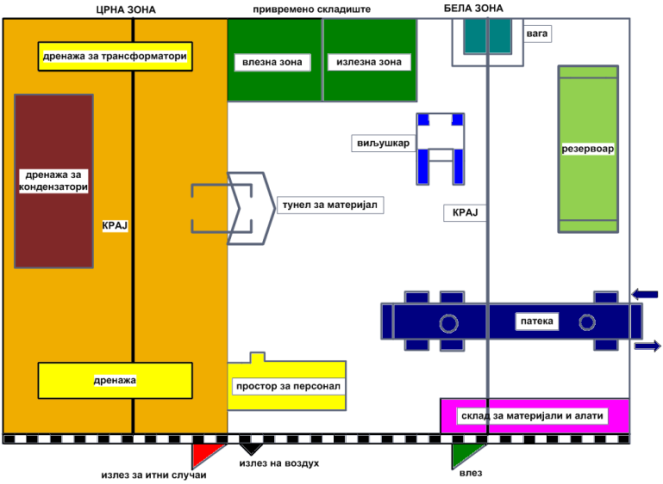 ЦРНА ЗОНА
привремено складиште
БЕЛА ЗОНА
дренажа за трансформатори
влезна зона
излезна зона
вага
виљушкар
резервоар
дренажа за
кондензатори
тунел за материјал
КРАЈ
КРАЈ
патека
дренажа
простор за персонал
склад за материјали и алати
излез за итни случаи
излез на воздух
влез